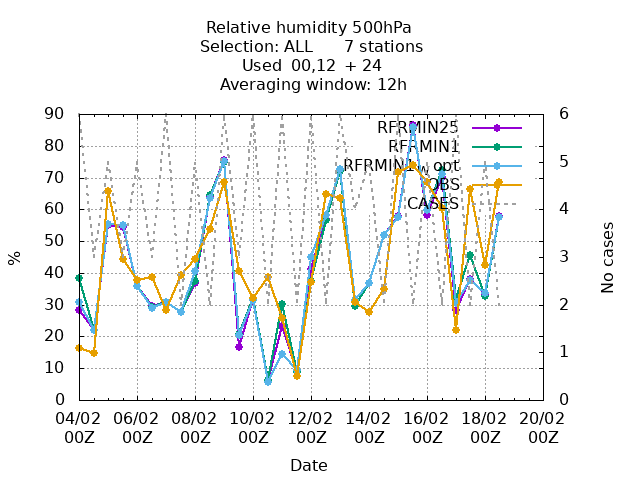 Relative humidity 500hPa
Selection: ALL 7 stations
Used 00,12 + 24
Averaging window: 12h
90 80 70 60 50 40 30 20 10 0
%
6 5 4 3 2 1 0
No cases
RFRMIN25
RFRMIN1
OBS
CASES
04/02 06/02 08/02 10/02 12/02 14/02 16/02 18/02 20/02
00Z 00Z 00Z 00Z 00Z 00Z 00Z 00Z 00Z
Date